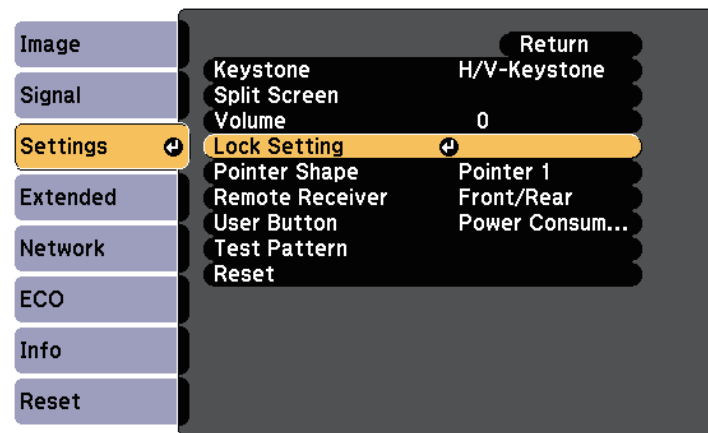 Image
Signal
Settings
Extended
Network
ECO
Info
Reset
Return
Keystone H/V-Keystone
Split Screen
Volume 0
Lock Setting
Pointer Shape Pointer 1
Remote Receiver Front/Rear
User Button Power Consum...
Test Pattern
Reset